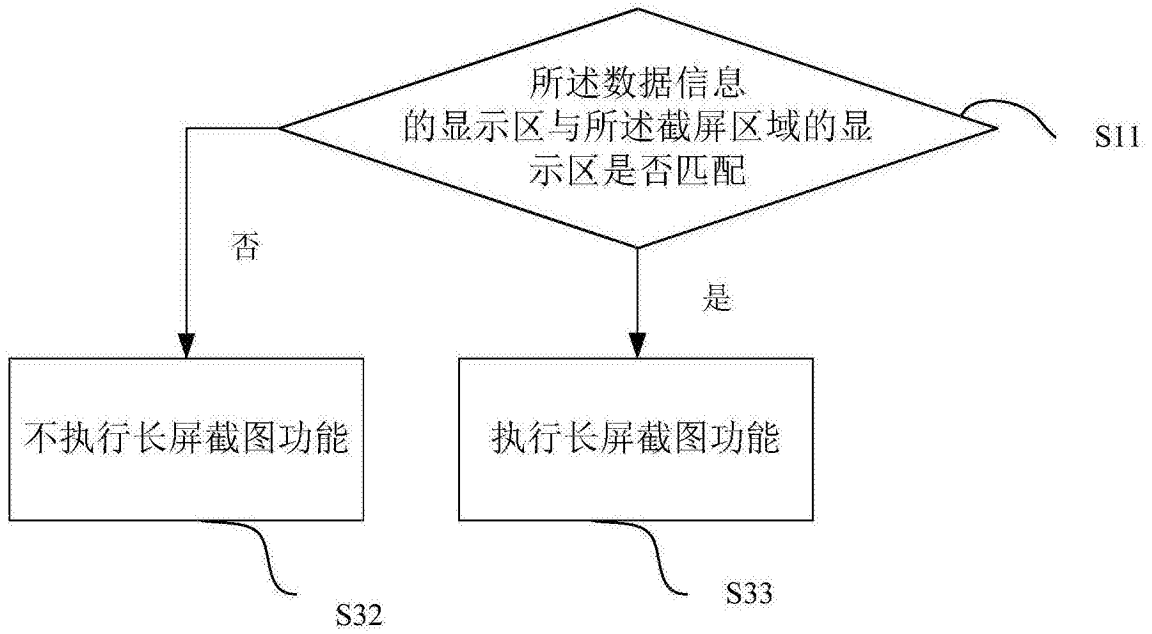 所述数据信息
的显示区与所述截屏区域的显
示区是否匹配
S11
否
是
不执行长屏截图功能
执行长屏截图功能
S32
S33